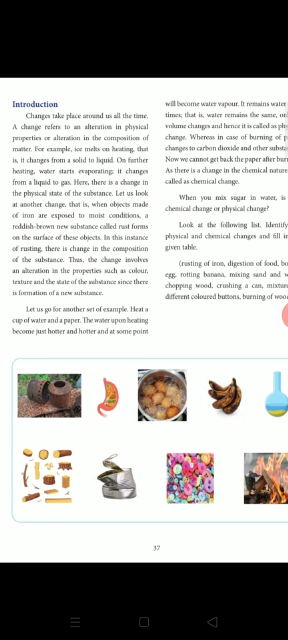 Introduction
Changes take place around us all the time.
A change refers to an alteration in physical
properties or alteration in the composition of
matter. For example, ice melts on heating, that
is, it changes from a solid to liquid. On further
heating, water starts evaporating; it changes
from a liquid to gas. Here, there is a change in
the physical state of the substance. Let us look
at another change, that is, when objects made
of iron are exposed to moist conditions, a
reddish-brown new substance called rust forms
on the surface of these objects. In this instance
of rusting, there is change in the composition
of the substance. Thus, the change involves
an alteration in the properties such as colour,
texture and the state of the substance since there
is formation of a new substance.
Let us go for another set of example. Heat a
cup of water and a paper. The water upon heating
become just hotter and hotter and at some point
will become water vapour. It remains water
times; that is, water remains the same,
volume changes and hence it is called as
change. Whereas in case of burning of
changes to carbon dioxide and other
Now we cannot get back the paper after
As there is a change in the chemical nature
called as chemical change.
When you mix sugar in water, is
chemical change or physical change?
Look at the following list. Identify
physical and chemical changes and fill
given table.
(rusting of iron, digestion of food,
egg, rotting banana, mixing sand and
chopping wood, crushing a can, mixture
different coloured buttons, burning of
37